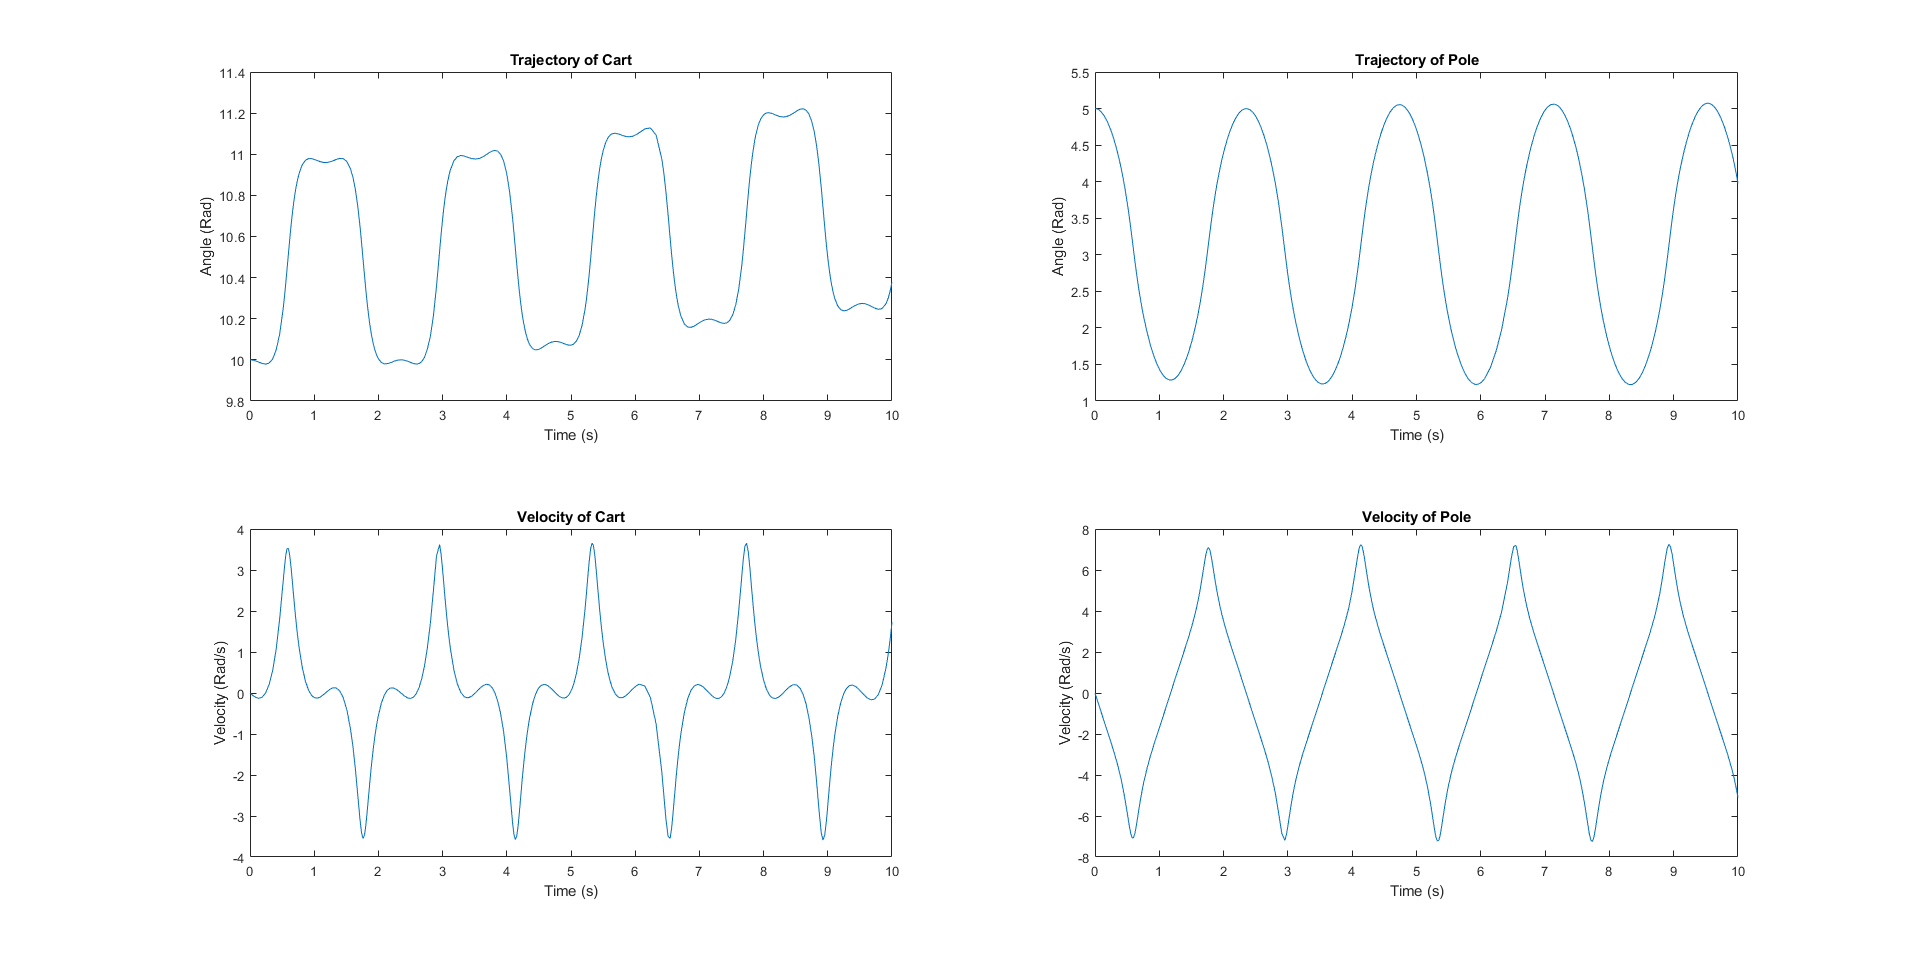 Trajectory of Cart
11.4
11.2
11
10.8
10.6
10.4
10.2
10
9.8
Angle (Rad)
0 1 2 3 4 5 6 7 8 9 10
Time (s)
Trajectory of Pole
5.5
5
4.5
4
3.5
3
2.5
2
1.5
1
Angle (Rad)
0 1 2 3 4 5 6 7 8 9 10
Time (s)
Velocity of Cart
4
3
2
1
0
-1
-2
-3
-4
Velocity (Rad/s)
0 1 2 3 4 5 6 7 8 9 10
Time (s)
Velocity of Pole
8
6
4
2
0
-2
-4
-6
-8
Velocity (Rad/s)
0 1 2 3 4 5 6 7 8 9 10
Time (s)